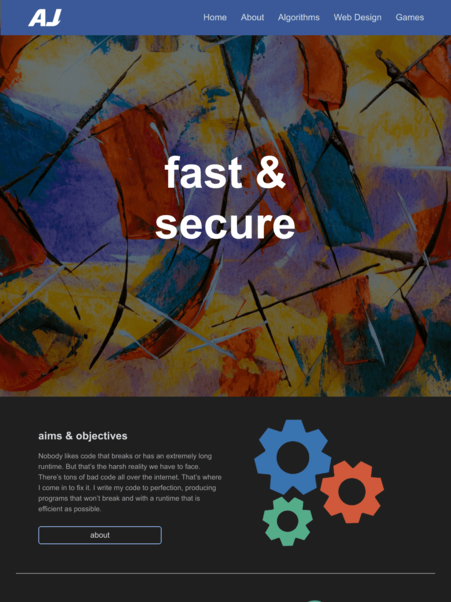 AJ
Home About Algorithms Web Design Games
fast &
secure
aims & objectives
Nobody likes code that breaks or has an extremely long
runtime. But that's the harsh reality we have to face.
There's tons of bad code all over the internet. That's where
I come in to fix it. I write my code to perfection, producing
programs that won't break and with a runtime that is
efficient as possible.
about